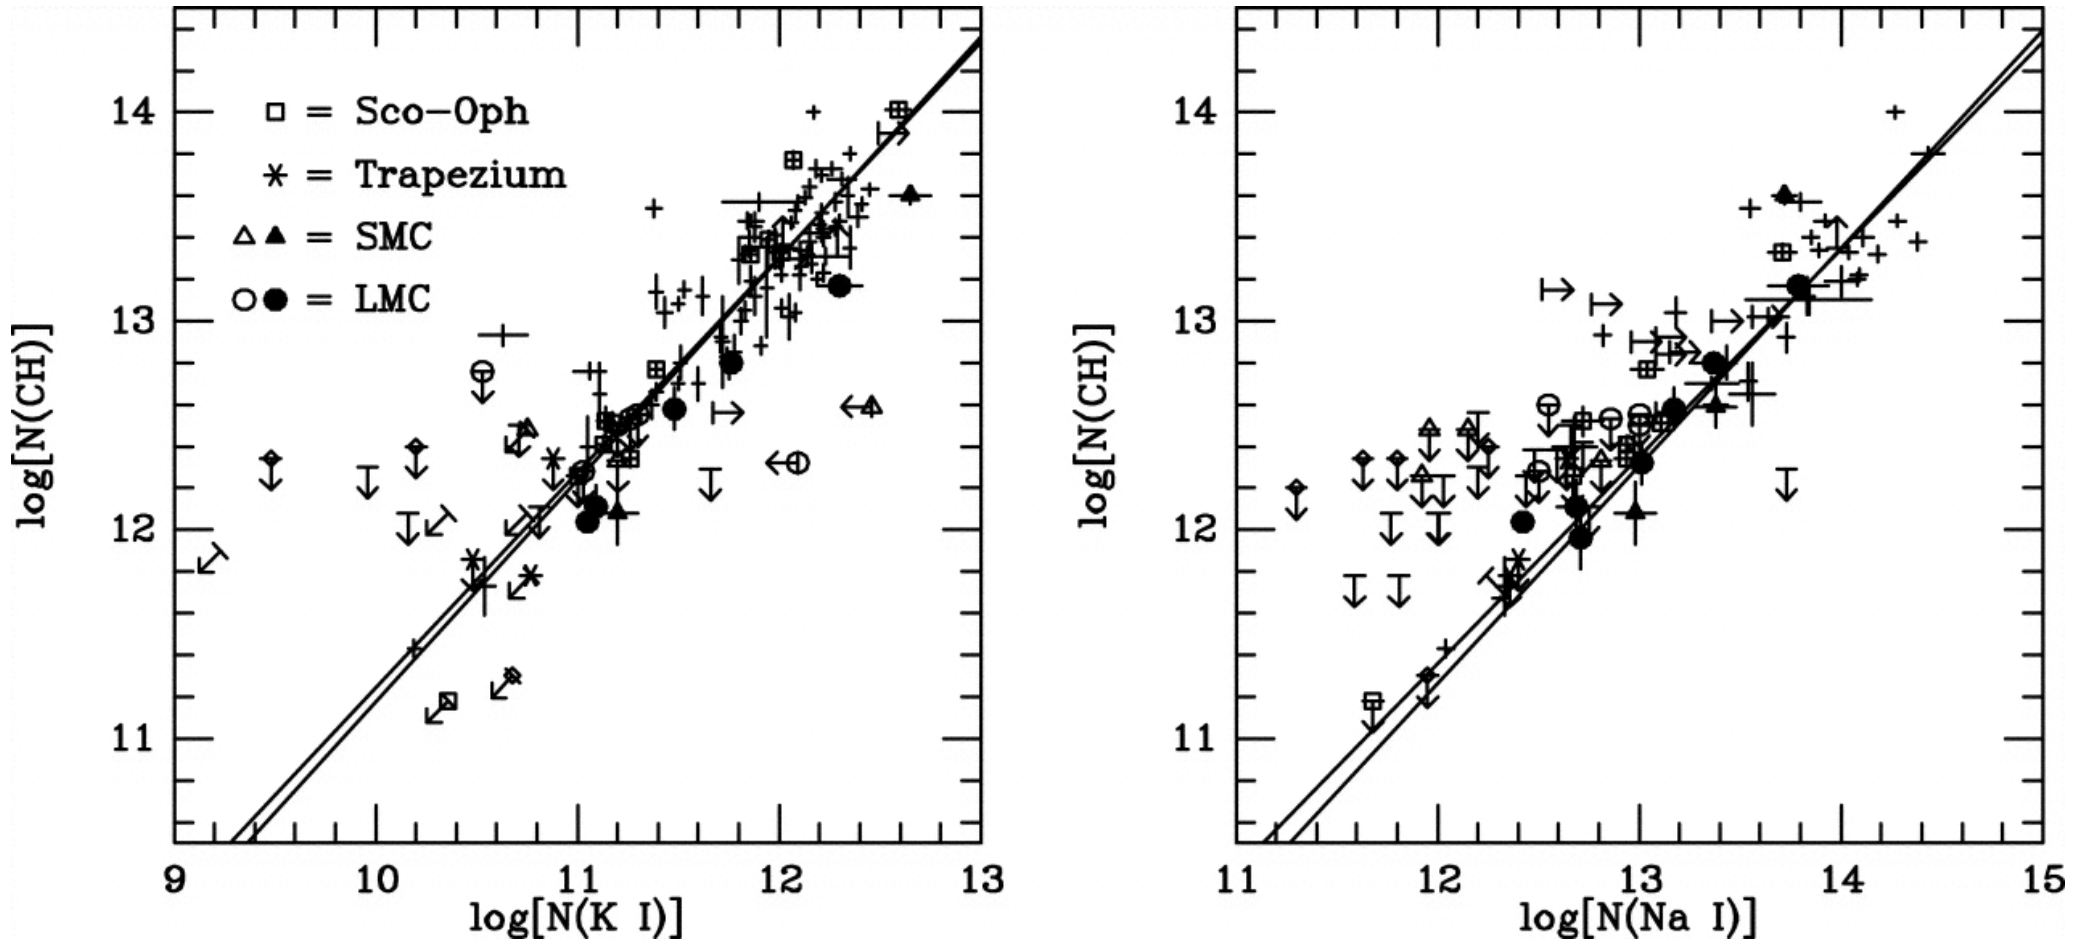 14
13
12
11
log[N(CH)]
□ = Sco-Oph
= Trapezium
△ ▲ = SMC
○ ● = LMC
9 10 11 12 13
log[N(K I)]
14
13
12
11
log[N(CH)]
11 12 13 14 15
log[N(Na I)]